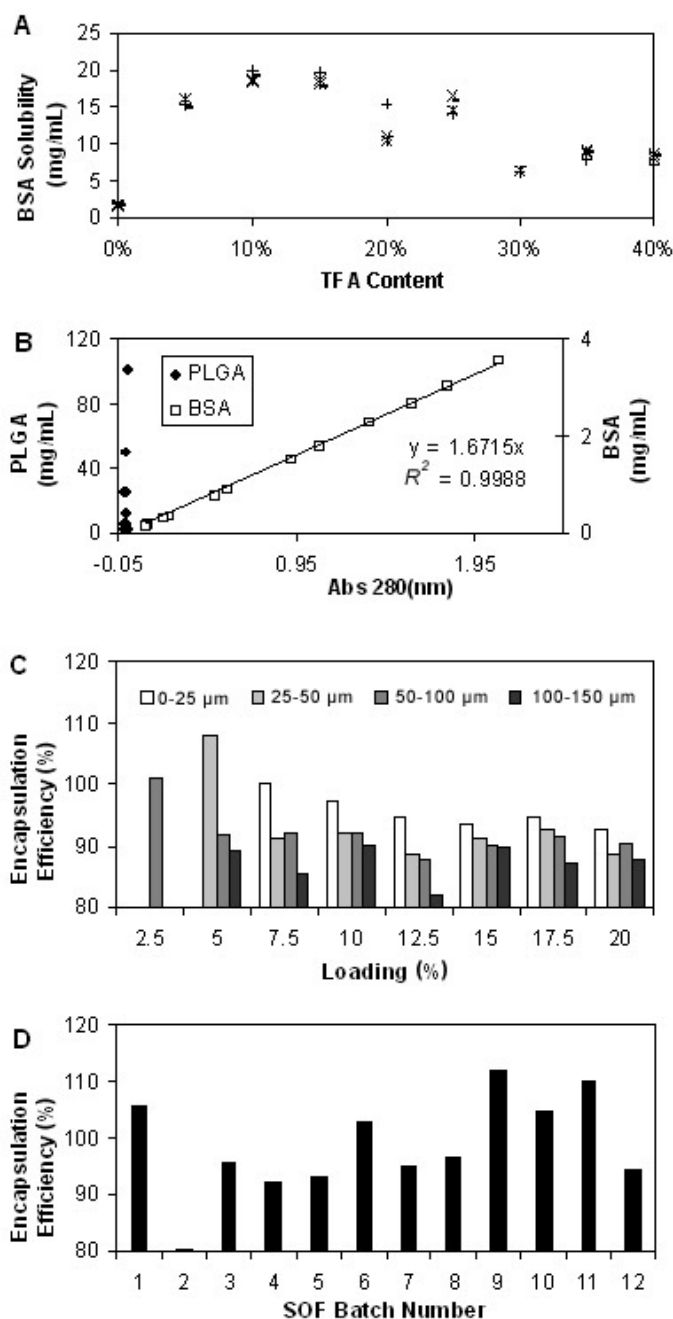 A
BSA Solubility
(mg/mL)
25
20
15
10
5
0
0% 10% 20% 30% 40%
TFA Content
B
PLGA
(mg/mL)
120
80
40
0
PLGA
BSA
y = 1.6715x
R² = 0.9988
4
2
0
BSA
(mg/mL)
-0.05 0.95 1.95
Abs 280(nm)
C
Encapsulation
Efficiency (%)
120
110
100
90
80
0-25 µm 25-50 µm 50-100 µm 100-150 µm
2.5 5 7.5 10 12.5 15 17.5 20
Loading (%)
D
Encapsulation
Efficiency (%)
120
110
100
90
80
1 2 3 4 5 6 7 8 9 10 11 12
SOF Batch Number